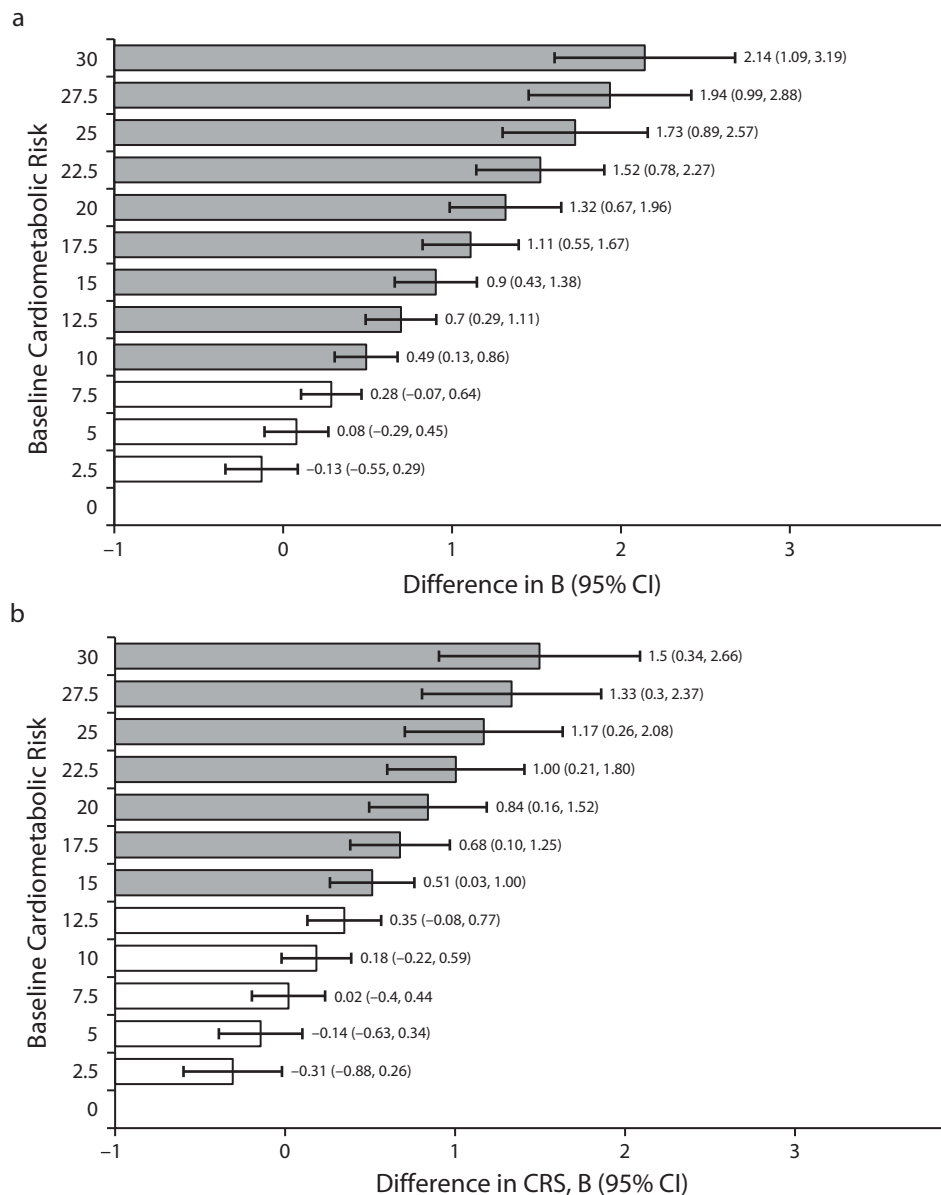 a
Baseline Cardiometabolic Risk
30
2.14 (1.09, 3.19)
27.5
1.94 (0.99, 2.88)
25
1.73 (0.89, 2.57)
22.5
1.52 (0.78, 2.27)
20
1.32 (0.67, 1.96)
17.5
1.11 (0.55, 1.67)
15
0.9 (0.43, 1.38)
12.5
0.7 (0.29, 1.11)
10
0.49 (0.13, 0.86)
7.5
0.28 (–0.07, 0.64)
5
0.08 (–0.29, 0.45)
2.5
–0.13 (–0.55, 0.29)
0
–1 0 1 2 3
Difference in B (95% CI)
b
Baseline Cardiometabolic Risk
30
1.5 (0.34, 2.66)
27.5
1.33 (0.3, 2.37)
25
1.17 (0.26, 2.08)
22.5
1.00 (0.21, 1.80)
20
0.84 (0.16, 1.52)
17.5
0.68 (0.10, 1.25)
15
0.51 (0.03, 1.00)
12.5
0.35 (–0.08, 0.77)
10
0.18 (–0.22, 0.59)
7.5
0.02 (–0.4, 0.44
5
–0.14 (–0.63, 0.34)
2.5
–0.31 (–0.88, 0.26)
0
–1 0 1 2 3
Difference in CRS, B (95% CI)